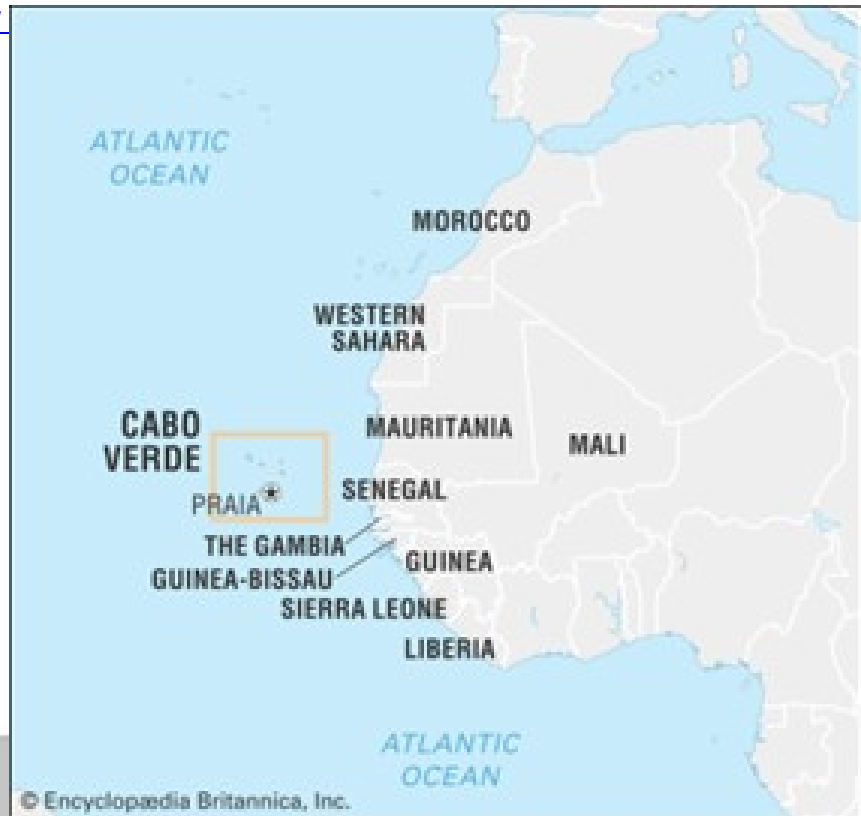 ATLANTIC
OCEAN
MOROCCO
WESTERN
SAHARA
CABO
VERDE
MAURITANIA
MALI
PRAIA
SENEGAL
THE GAMBIA
GUINEA-BISSAU
GUINEA
SIERRA LEONE
LIBERIA
ATLANTIC
OCEAN
© Encyclopædia Britannica, Inc.